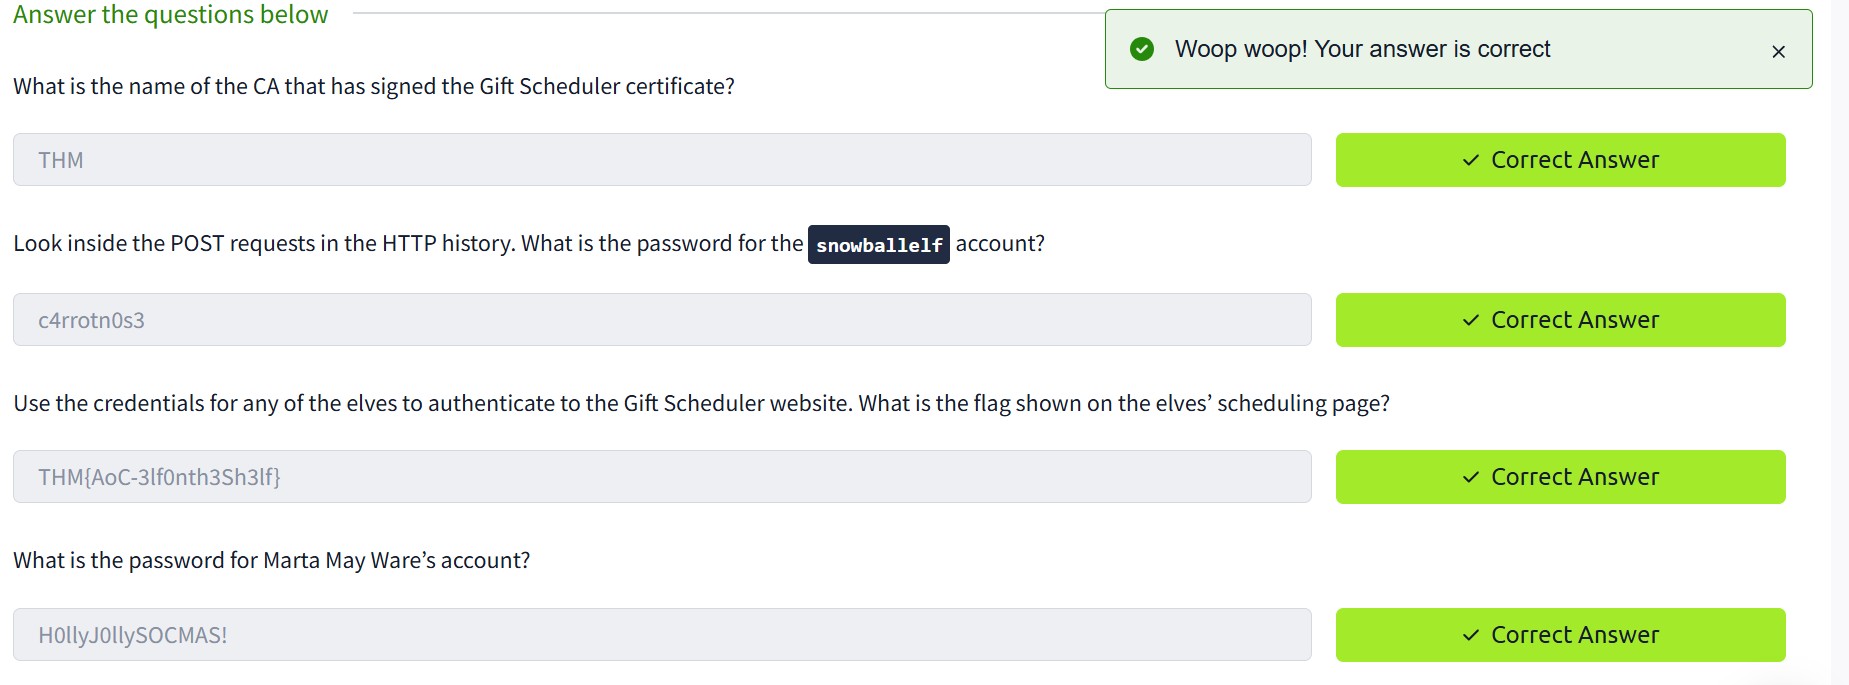 Answer the questions below
Woop woop! Your answer is correct
What is the name of the CA that has signed the Gift Scheduler certificate?
THM
Correct Answer
Look inside the POST requests in the HTTP history. What is the password for the snowballelf account?
c4rrotn0s3
Correct Answer
Use the credentials for any of the elves to authenticate to the Gift Scheduler website. What is the flag shown on the elves’ scheduling page?
THM{AoC-3lf0nth3Sh3lf}
Correct Answer
What is the password for Marta May Ware’s account?
H0llyJ0llySOCMAS!
Correct Answer